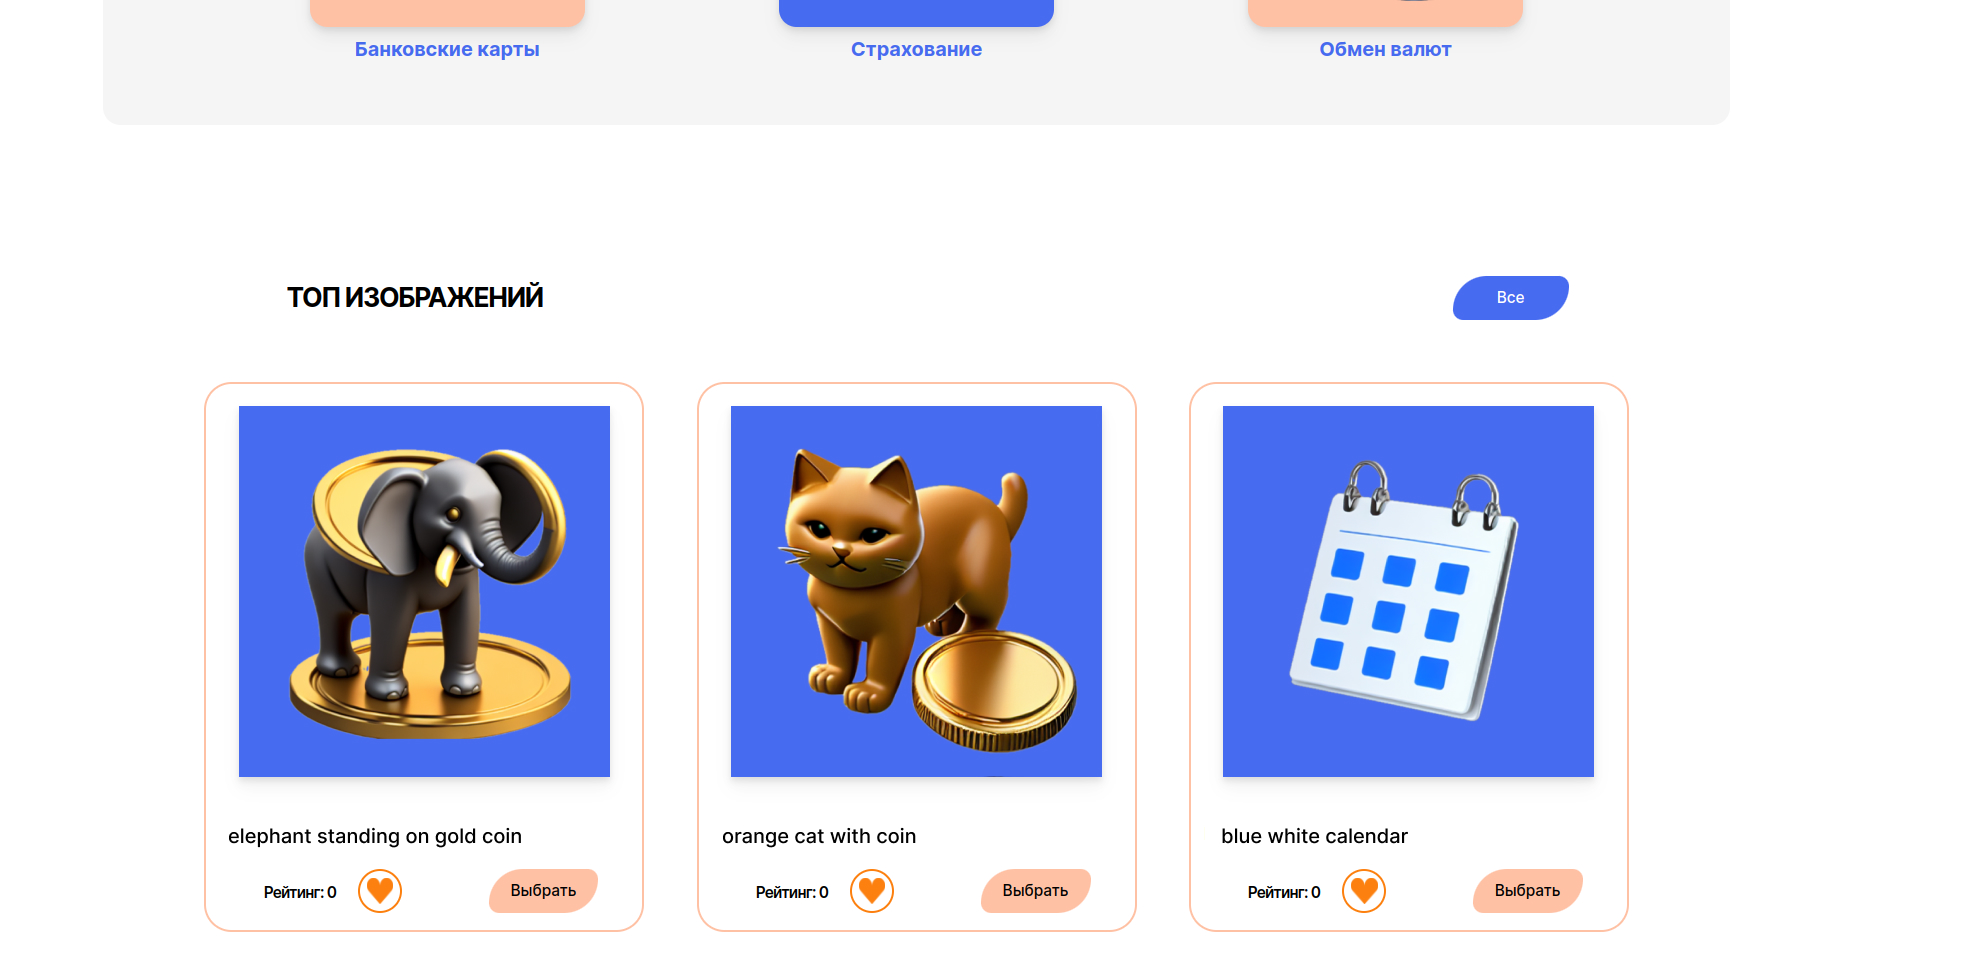 Банковские карты
Страхование
Обмен валют
ТОП ИЗОБРАЖЕНИЙ
Все
elephant standing on gold coin
orange cat with coin
blue white calendar
Рейтинг: 0
Выбрать
Рейтинг: 0
Выбрать
Рейтинг: 0
Выбрать